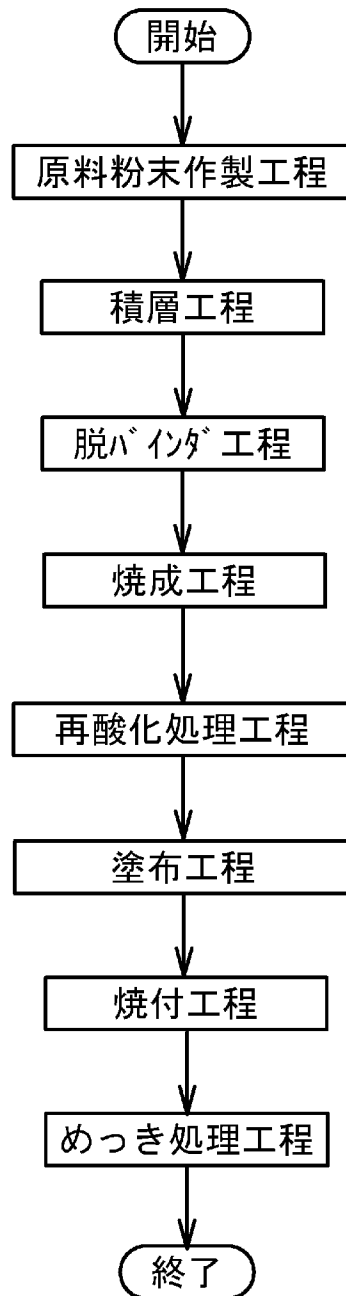 開始
原料粉末作製工程
積層工程
脱ﾊﾞｲﾝﾀﾞ工程
焼成工程
再酸化処理工程
塗布工程
焼付工程
めっき処理工程
終了